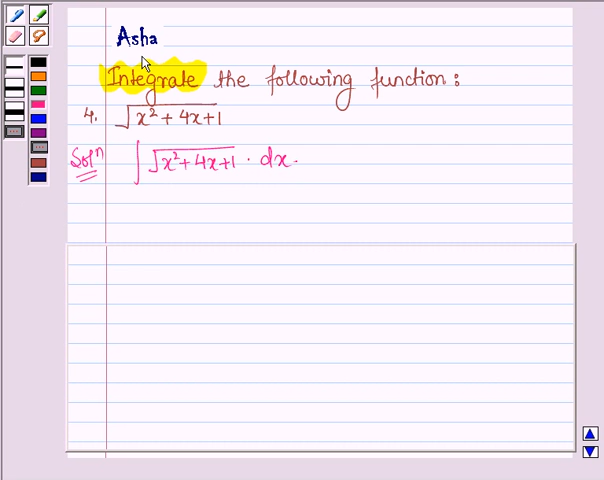 Asha
Integrate the following function :
4. √x² + 4x + 1
Solⁿ ∫ √x² + 4x + 1 · dx.